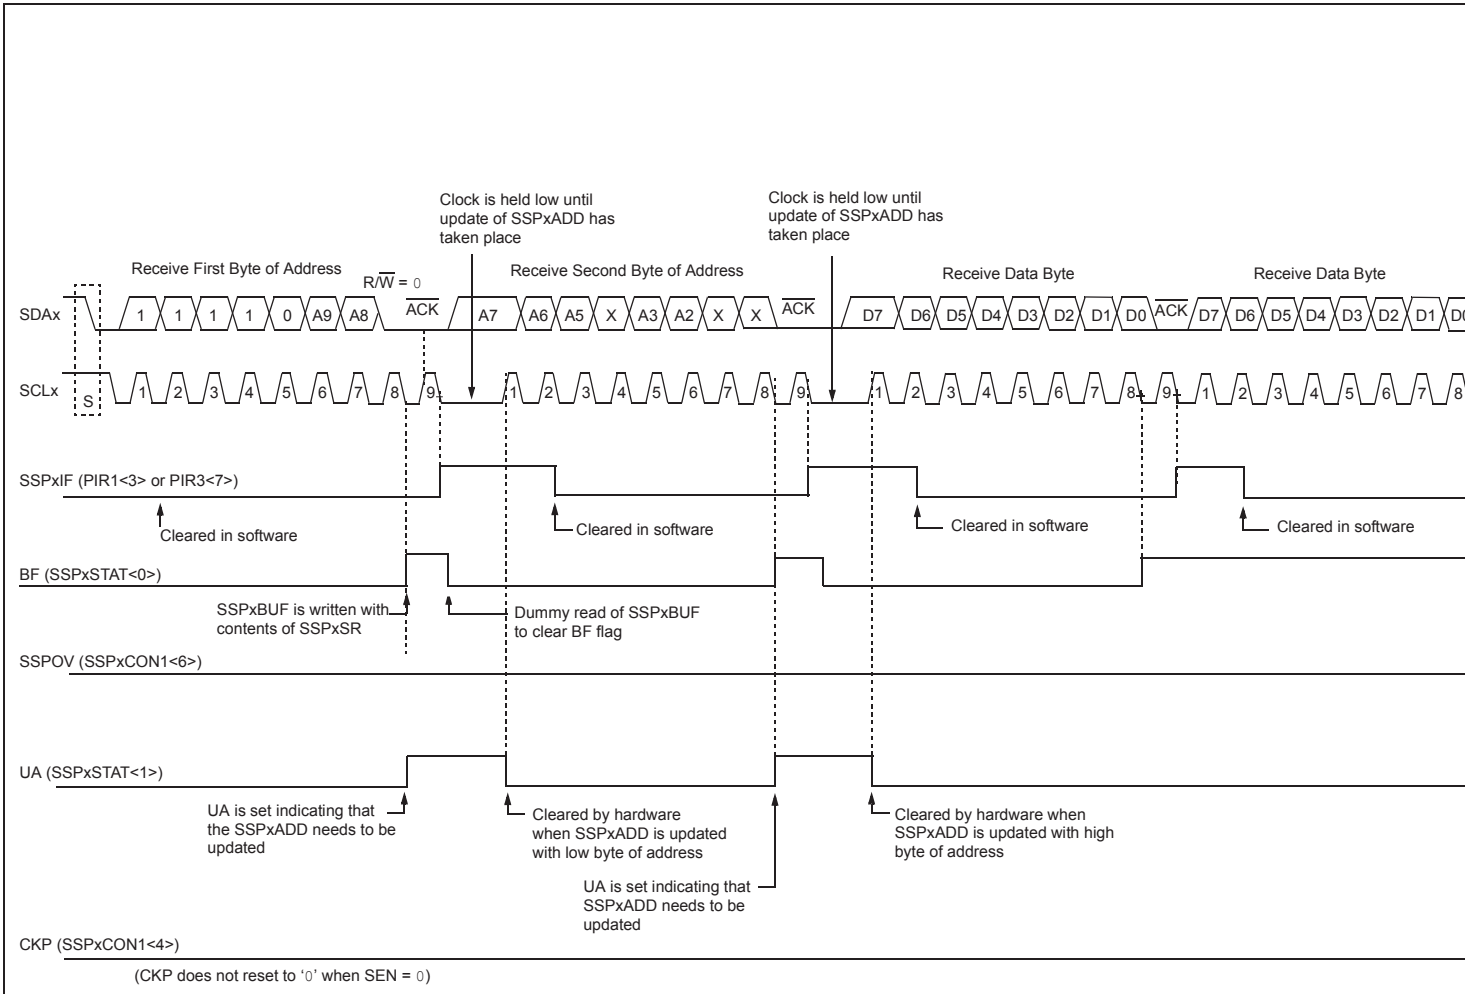 Clock is held low until
update of SSPxADD has
taken place
Clock is held low until
update of SSPxADD has
taken place
Receive First Byte of Address
R/W = 0
Receive Second Byte of Address
Receive Data Byte
Receive Data Byte
SDAx 1 1 1 1 0 A9 A8 ACK A7 A6 A5 X A3 A2 X X ACK D7 D6 D5 D4 D3 D2 D1 D0 ACK D7 D6 D5 D4 D3 D2 D1 D0
SCLx S 1 2 3 4 5 6 7 8 9 1 2 3 4 5 6 7 8 9 1 2 3 4 5 6 7 8 9 1 2 3 4 5 6 7 8
SSPxIF (PIR1<3> or PIR3<7>)
Cleared in software
Cleared in software
Cleared in software
Cleared in software
BF (SSPxSTAT<0>)
SSPxBUF is written with
contents of SSPxSR
Dummy read of SSPxBUF
to clear BF flag
SSPOV (SSPxCON1<6>)
UA (SSPxSTAT<1>)
UA is set indicating that
the SSPxADD needs to be
updated
Cleared by hardware
when SSPxADD is updated
with low byte of address
UA is set indicating that
SSPxADD needs to be
updated
Cleared by hardware when
SSPxADD is updated with high
byte of address
CKP (SSPxCON1<4>)
(CKP does not reset to ‘0’ when SEN = 0)